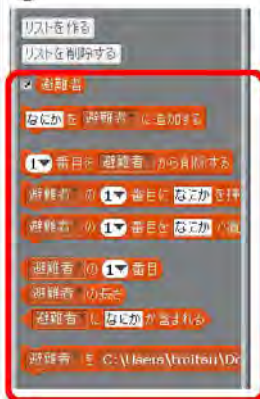 リストを作る
リストを削除する
避難者
なにか を 避難者 に追加する
1▼ 番目を 避難者 から削除する
避難者 の 1▼ 番目に なにか を挿
避難者 の 1▼ 番目を なにか
避難者 の 1▼ 番目
避難者 の長さ
避難者 に なにか が含まれる
避難者 を C:\Users\tmitsu\Do